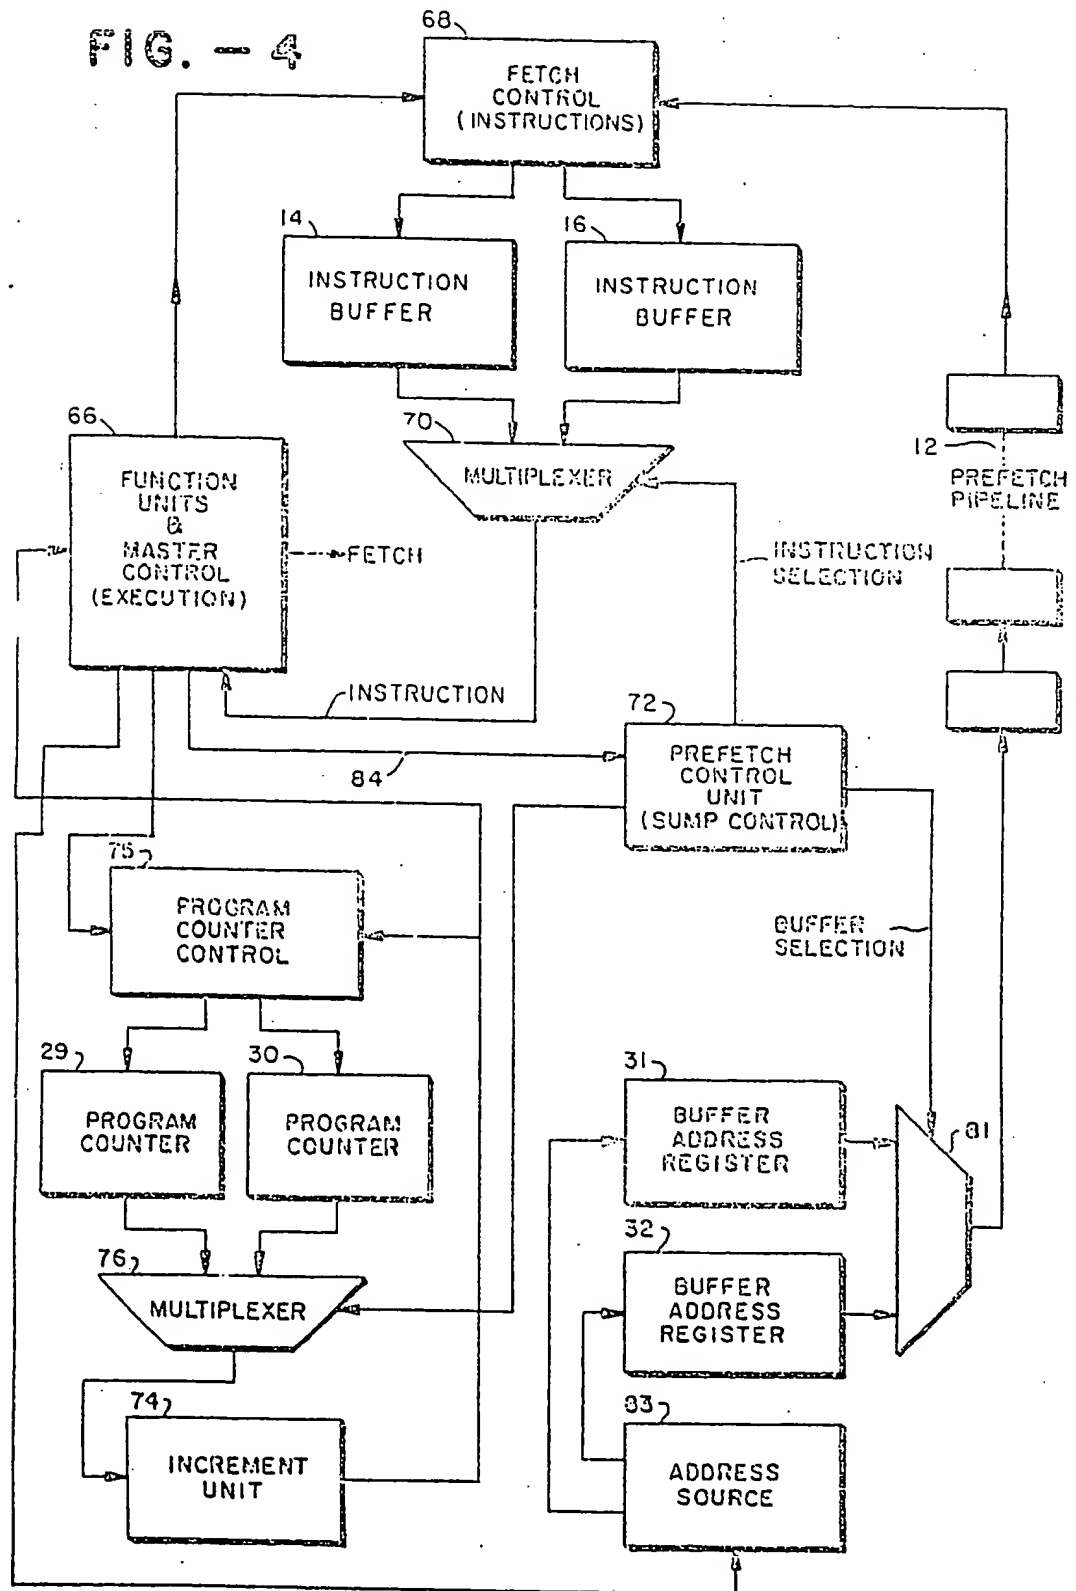 FIG. - 4
68
FETCH
CONTROL
(INSTRUCTIONS)
14
INSTRUCTION
BUFFER
16
INSTRUCTION
BUFFER
66
FUNCTION
UNITS
&
MASTER
CONTROL
(EXECUTION)
FETCH
70
MULTIPLEXER
12
PREFETCH
PIPELINE
INSTRUCTION
SELECTION
INSTRUCTION
84
72
PREFETCH
CONTROL
UNIT
(SUMP CONTROL)
75
PROGRAM
COUNTER
CONTROL
BUFFER
SELECTION
29
PROGRAM
COUNTER
30
PROGRAM
COUNTER
31
BUFFER
ADDRESS
REGISTER
81
76
MULTIPLEXER
32
BUFFER
ADDRESS
REGISTER
74
INCREMENT
UNIT
83
ADDRESS
SOURCE